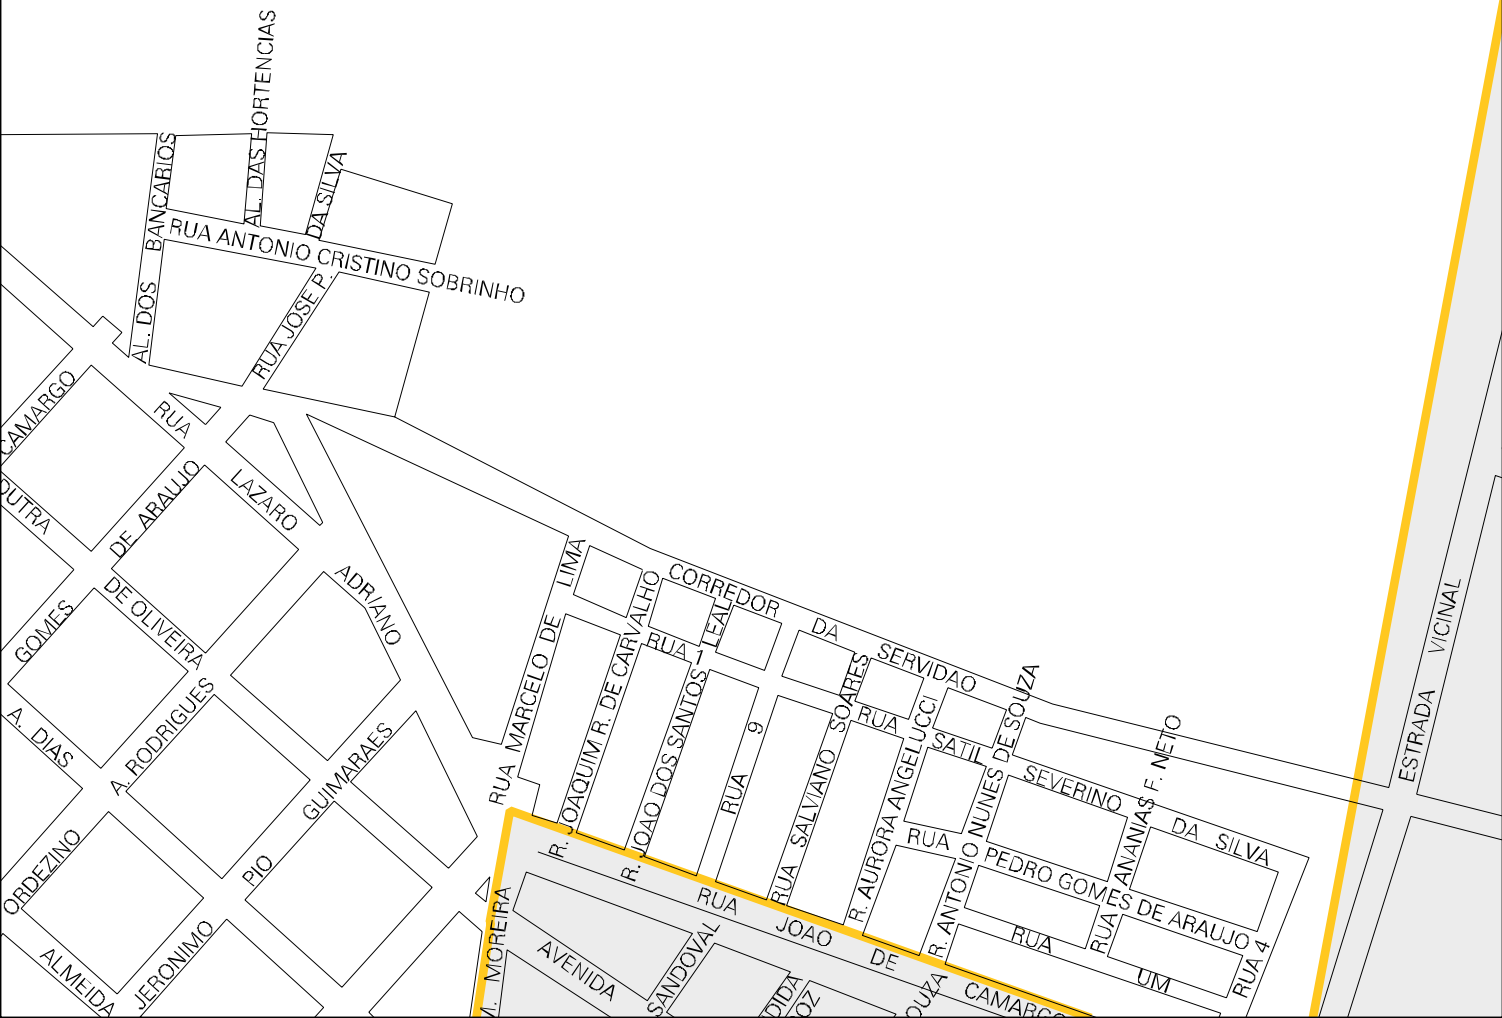 AL. DAS HORTENCIAS
AL. DOS BANCARIOS
RUA JOSE P. DA SILVA
RUA ANTONIO CRISTINO SOBRINHO
CAMARGO
RUA LAZARO ADRIANO
DUTRA
DE ARAUJO
DE OLIVEIRA
GOMES
A. DIAS
A. RODRIGUES
GUIMARAES
PIO
ORDEZINO
JERONIMO
ALMEIDA
RUA MARCELO DE LIMA
CORREDOR DA SERVIDAO
R. JOAQUIM R. DE CARVALHO
RUA 1
R. JOAO DOS SANTOS LEAL
RUA 9
RUA SALVIANO SOARES
R. AURORA ANGELUCCI
RUA SATIL SEVERINO DA SILVA
R. ANTONIO NUNES DE SOUZA
RUA ANANIAS F. NETO
RUA PEDRO GOMES DE ARAUJO
RUA UM
RUA 4
ESTRADA VICINAL
RUA JOAO DE CAMARGO
M. MOREIRA
AVENIDA
SANDOVAL
DIDA
OZ
OUZA